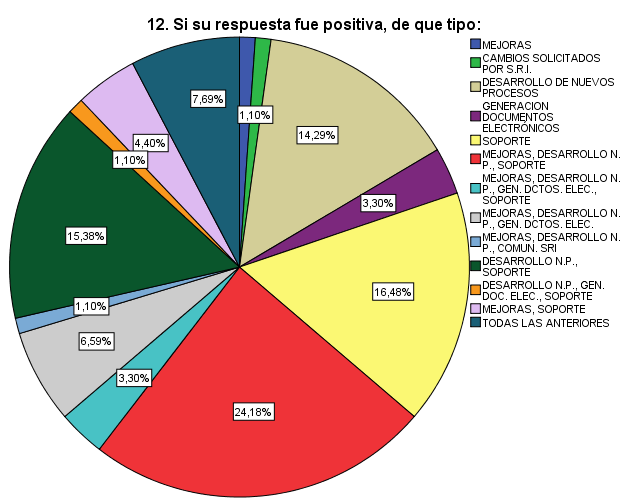 12. Si su respuesta fue positiva, de que tipo:
MEJORAS
CAMBIOS SOLICITADOS
POR S.R.I.
DESARROLLO DE NUEVOS
PROCESOS
GENERACION
DOCUMENTOS
ELECTRÓNICOS
SOPORTE
MEJORAS, DESARROLLO N.
P., SOPORTE
MEJORAS, DESARROLLO N.
P., GEN. DCTOS. ELEC.,
SOPORTE
MEJORAS, DESARROLLO N.
P., GEN. DCTOS. ELEC.
MEJORAS, DESARROLLO N.
P., COMUN. SRI
DESARROLLO N.P.,
SOPORTE
DESARROLLO N.P., GEN.
DOC. ELEC., SOPORTE
MEJORAS, SOPORTE
TODAS LAS ANTERIORES
7,69%
1,10%
14,29%
4,40%
1,10%
3,30%
15,38%
16,48%
1,10%
6,59%
3,30%
24,18%